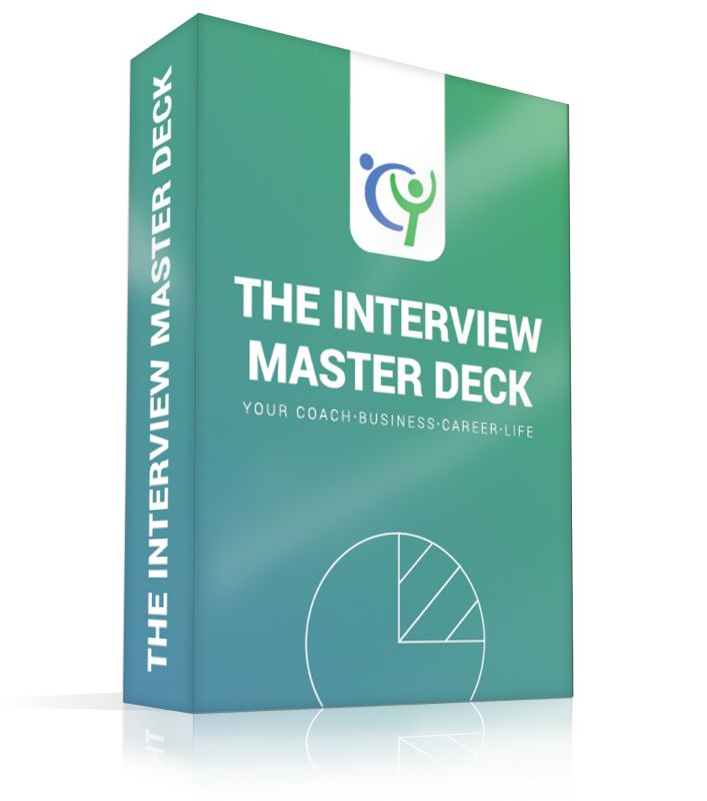 THE INTERVIEW MASTER DECK
THE INTERVIEW
MASTER DECK
YOUR COACH·BUSINESS·CAREER·LIFE